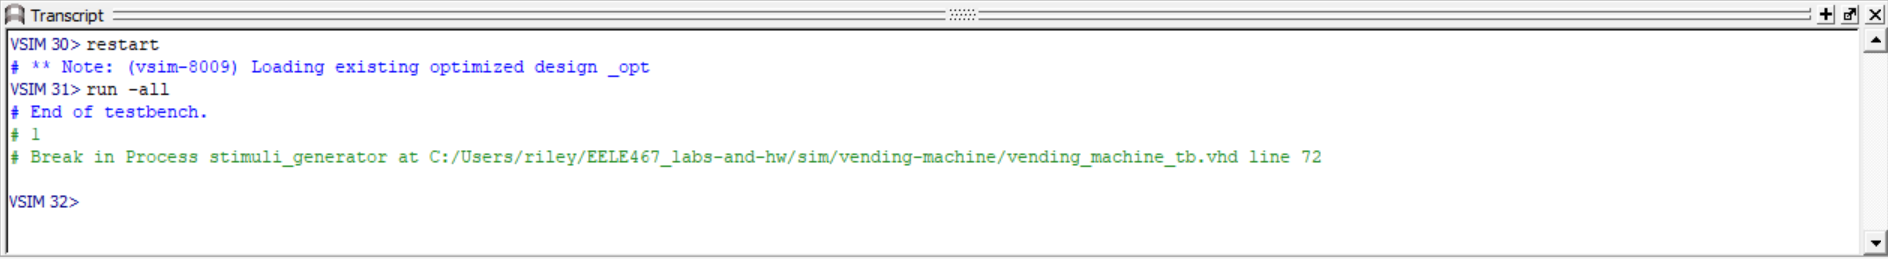 Transcript
VSIM 30> restart
# ** Note: (vsim-8009) Loading existing optimized design _opt
VSIM 31> run -all
# End of testbench.
# 1
# Break in Process stimuli_generator at C:/Users/riley/EELE467_labs-and-hw/sim/vending-machine/vending_machine_tb.vhd line 72
VSIM 32>